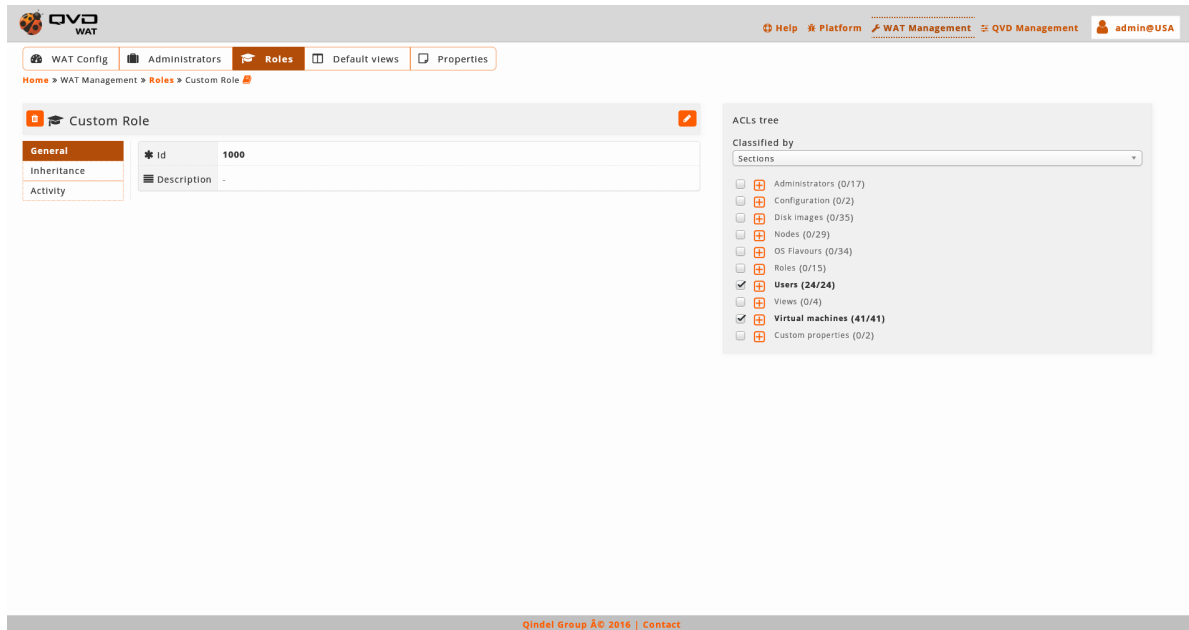 QVD
WAT
Help Platform WAT Management QVD Management admin@USA
WAT Config Administrators Roles Default views Properties
Home » WAT Management » Roles » Custom Role
Custom Role
General
Inheritance
Activity
Id 1000
Description -
ACLs tree
Classified by
Sections
Administrators (0/17)
Configuration (0/2)
Disk images (0/35)
Nodes (0/29)
OS Flavours (0/34)
Roles (0/15)
Users (24/24)
Views (0/4)
Virtual machines (41/41)
Custom properties (0/2)
Qindel Group Â© 2016 | Contact